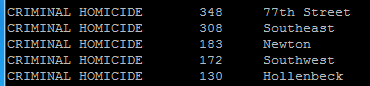 CRIMINAL HOMICIDE 348 77th Street
CRIMINAL HOMICIDE 308 Southeast
CRIMINAL HOMICIDE 183 Newton
CRIMINAL HOMICIDE 172 Southwest
CRIMINAL HOMICIDE 130 Hollenbeck